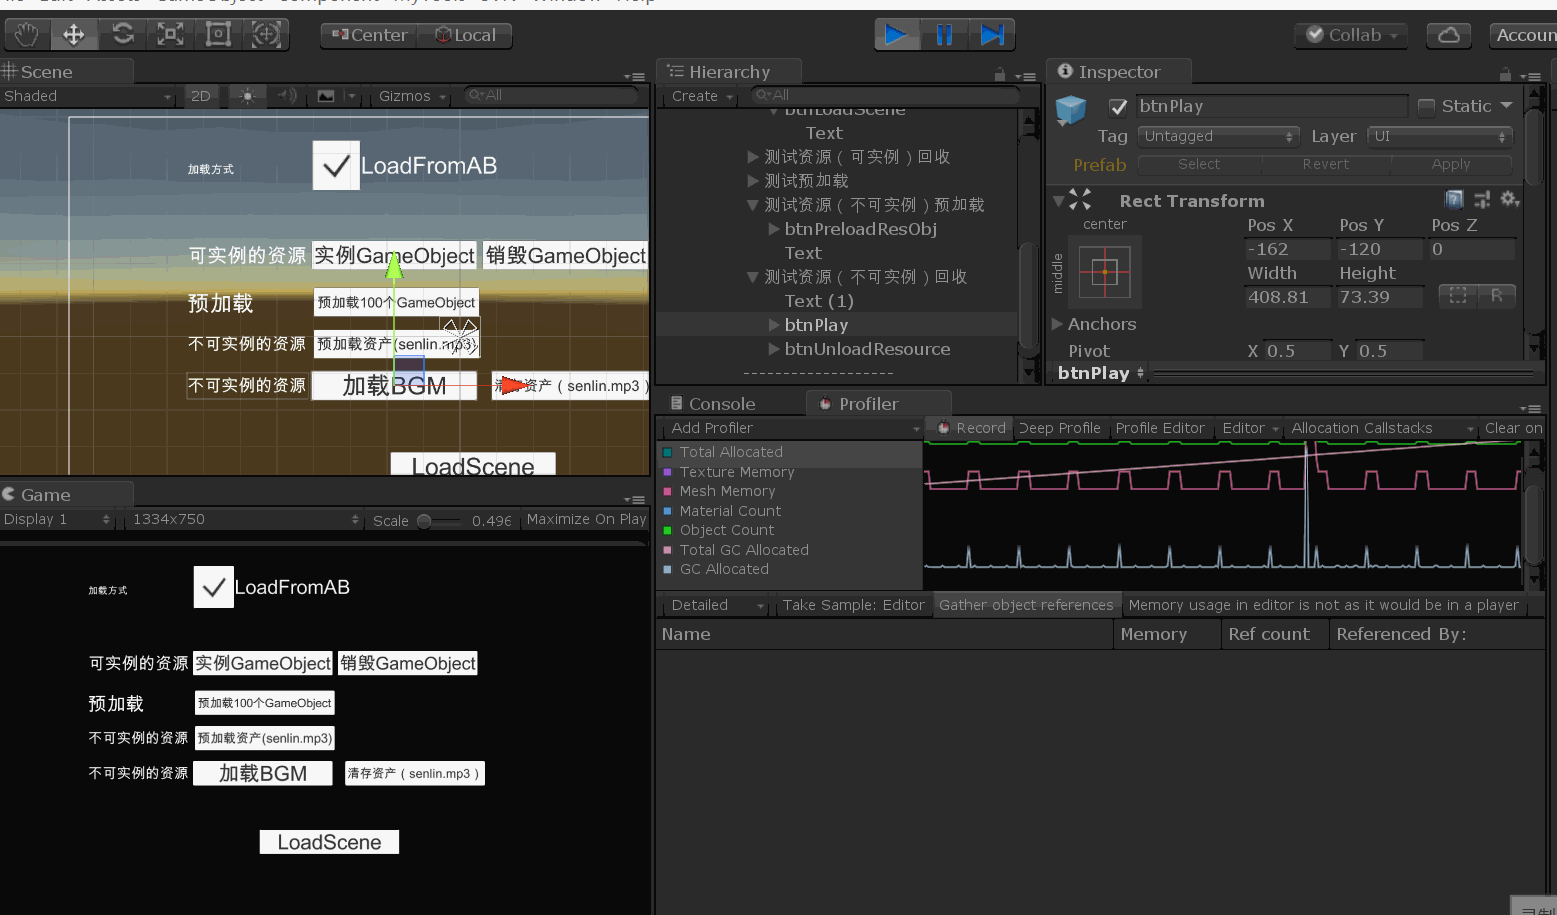 Edit Assets GameObject Component MyTools SVN Window Help
Center Local Collab Accoun
Scene
Shaded 2D Gizmos All
加载方式 LoadFromAB
可实例的资源 实例GameObject 销毁GameObject
预加载 预加载100个GameObject
不可实例的资源 预加载资产(senlin.mp3)
不可实例的资源 加载BGM 清存资产（senlin.mp3）
LoadScene
Hierarchy
Create All
btnLoadScene
Text
测试资源（可实例）回收
测试预加载
测试资源（不可实例）预加载
btnPreloadResObj
Text
测试资源（不可实例）回收
Text (1)
btnPlay
btnUnloadResource
-------------------
Inspector
btnPlay Static
Tag Untagged Layer UI
Prefab Select Revert Apply
Rect Transform
center
middle
Pos X Pos Y Pos Z
-162 -120 0
Width Height
408.81 73.39 R
Anchors
Pivot X 0.5 Y 0.5
btnPlay
Game
Display 1 1334x750 Scale 0.496 Maximize On Play
加载方式 LoadFromAB
可实例的资源 实例GameObject 销毁GameObject
预加载 预加载100个GameObject
不可实例的资源 预加载资产(senlin.mp3)
不可实例的资源 加载BGM 清存资产（senlin.mp3）
LoadScene
Console Profiler
Add Profiler Record Deep Profile Profile Editor Editor Allocation Callstacks Clear on
Total Allocated
Texture Memory
Mesh Memory
Material Count
Object Count
Total GC Allocated
GC Allocated
Detailed Take Sample: Editor Gather object references Memory usage in editor is not as it would be in a player
Name Memory Ref count Referenced By: